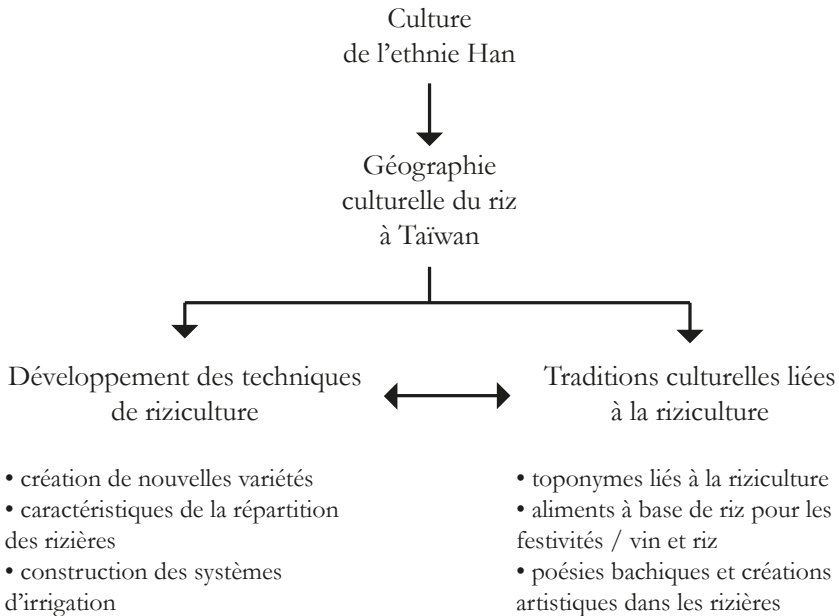 Culture
de l’ethnie Han
Géographie
culturelle du riz
à Taïwan
Développement des techniques
de riziculture
• création de nouvelles variétés
• caractéristiques de la répartition
des rizières
• construction des systèmes
d’irrigation
Traditions culturelles liées
à la riziculture
• toponymes liés à la riziculture
• aliments à base de riz pour les
festivités / vin et riz
• poésies bachiques et créations
artistiques dans les rizières